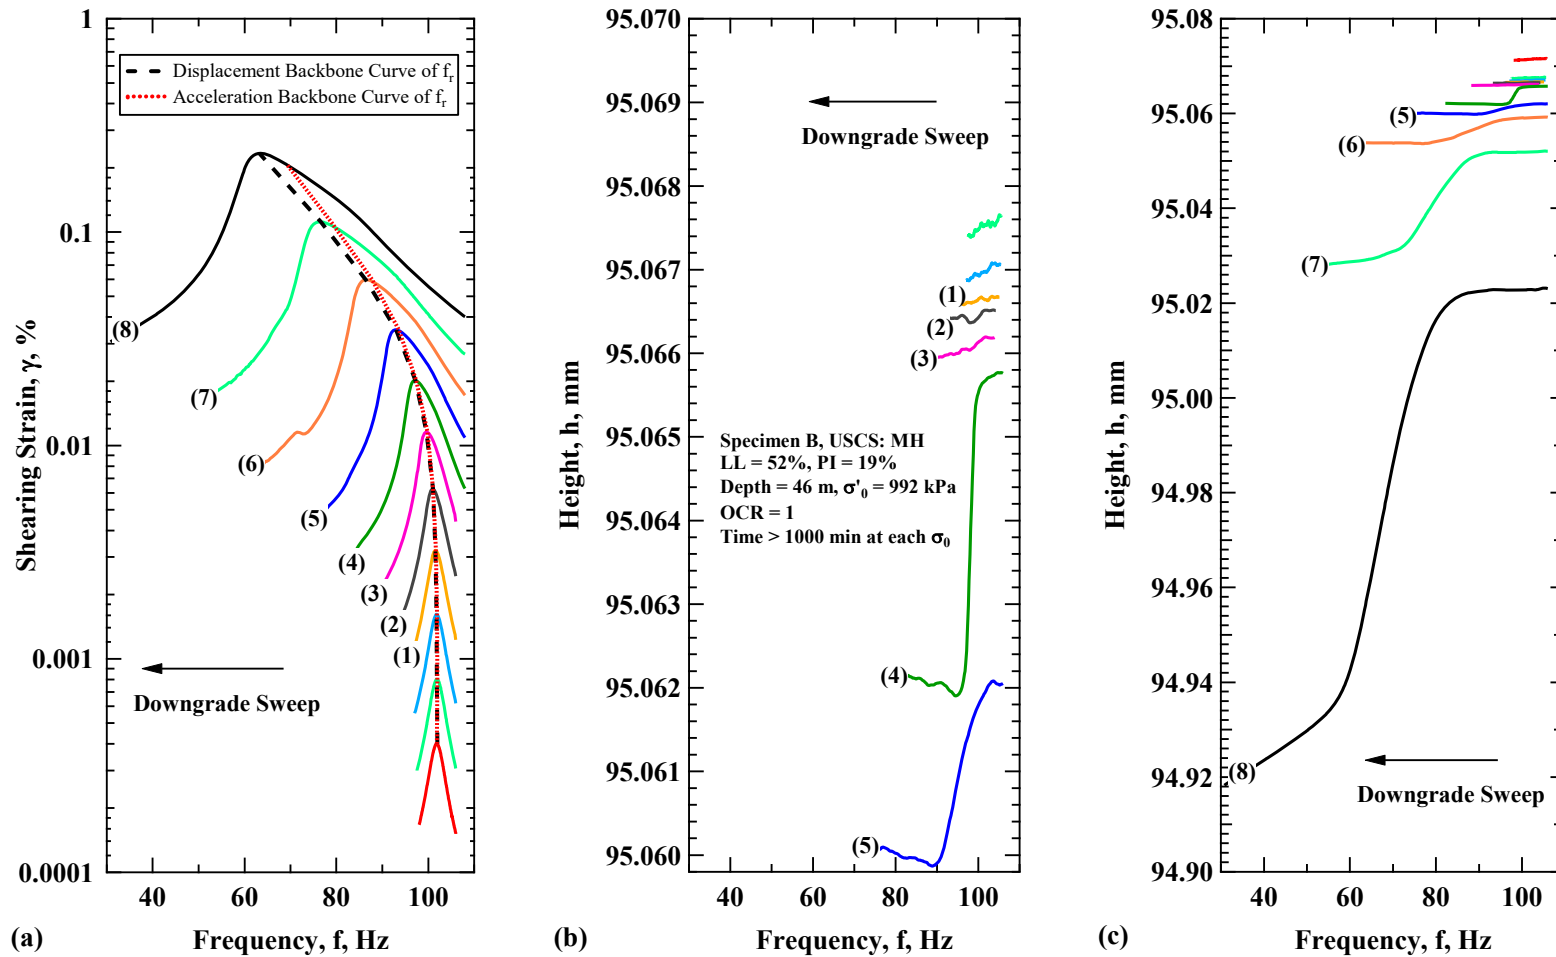 1
0.1
0.01
0.001
0.0001
Shearing Strain, γ, %
Displacement Backbone Curve of fr
Acceleration Backbone Curve of fr
(8)
(7)
(6)
(5)
(4)
(3)
(2)
(1)
Downgrade Sweep
40 60 80 100
(a)
Frequency, f, Hz
95.070
95.069
95.068
95.067
95.066
95.065
95.064
95.063
95.062
95.061
95.060
Height, h, mm
Downgrade Sweep
(1)
(2)
(3)
Specimen B, USCS: MH
LL = 52%, PI = 19%
Depth = 46 m, σ'0 = 992 kPa
OCR = 1
Time > 1000 min at each σ0
(4)
(5)
40 60 80 100
(b)
Frequency, f, Hz
95.08
95.06
95.04
95.02
95.00
94.98
94.96
94.94
94.92
94.90
Height, h, mm
(5)
(6)
(7)
(8)
Downgrade Sweep
40 60 80 100
(c)
Frequency, f, Hz